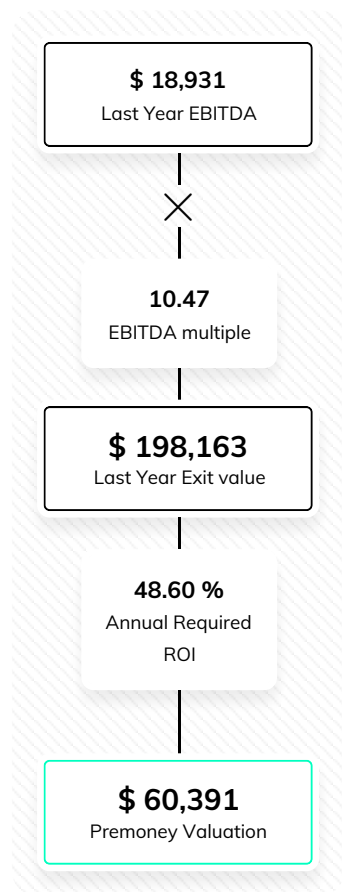 $ 18,931
Last Year EBITDA
10.47
EBITDA multiple
$ 198,163
Last Year Exit value
48.60 %
Annual Required
ROI
$ 60,391
Premoney Valuation